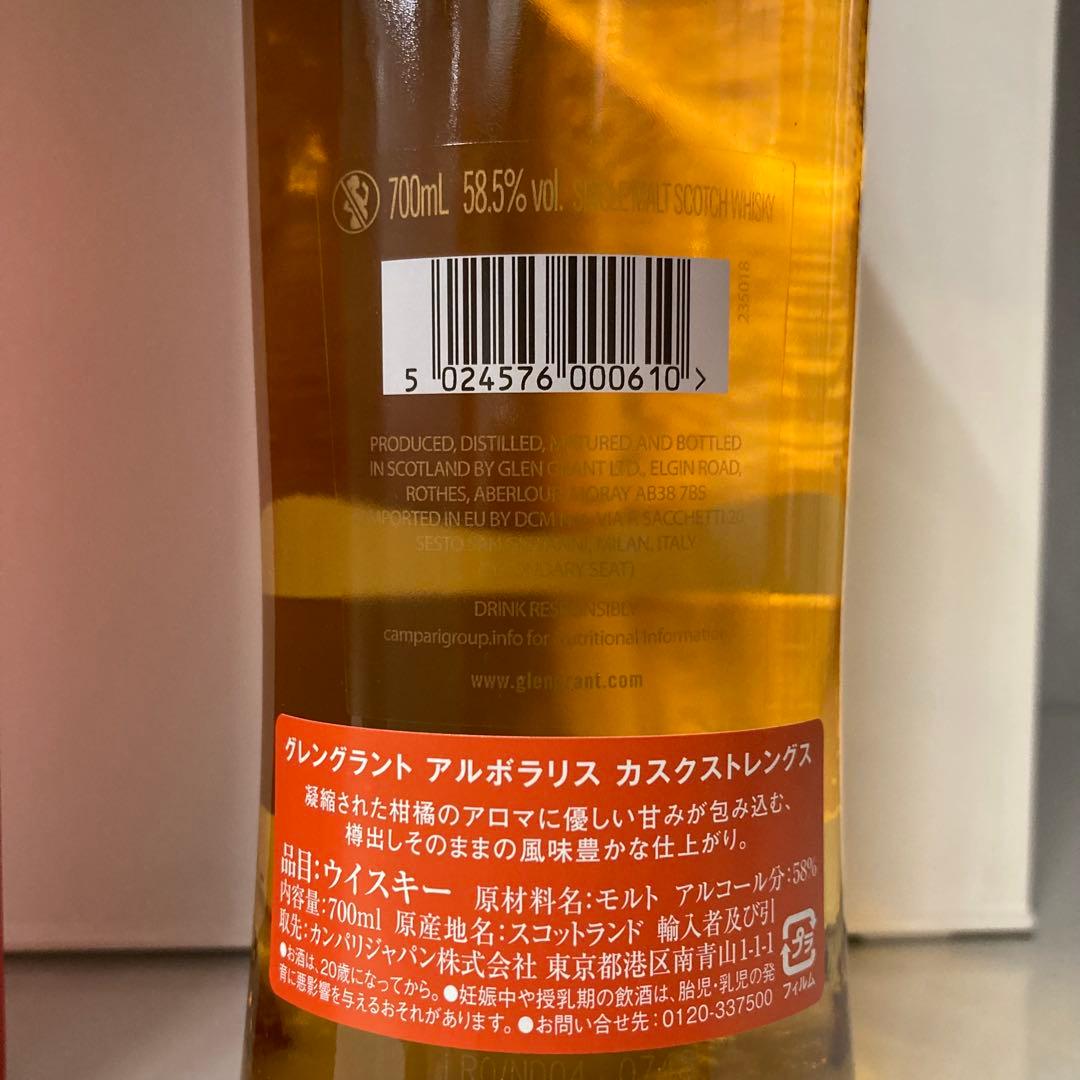 700mL 58.5% vol. SINGLE MALT SCOTCH WHISKY
235018
5 024576 000610 >
PRODUCED, DISTILLED, MATURED AND BOTTLED
IN SCOTLAND BY GLEN GRANT LTD., ELGIN ROAD,
ROTHES, ABERLOUR, MORAY AB38 7BS
IMPORTED IN EU BY DCM VIA F. SACCHETTI 20,
SESTO SAN GIOVANNI, MILAN, ITALY
(SECONDARY SEAT)
DRINK RESPONSIBLY
camparigroup.info for nutritional information
www.glengrant.com
グレングラント アルボラリス カスクストレングス
凝縮された柑橘のアロマに優しい甘みが包み込む、
樽出しそのままの風味豊かな仕上がり。
品目:ウイスキー 原材料名:モルト アルコール分:58%
内容量:700ml 原産地名:スコットランド 輸入者及び引
取先:カンパリジャパン株式会社 東京都港区南青山1-1-1
●お酒は、20歳になってから。●妊娠中や授乳期の飲酒は、胎児・乳児の発
育に悪影響を与えるおそれがあります。●お問い合せ先:0120-337500
プラ
フィルム